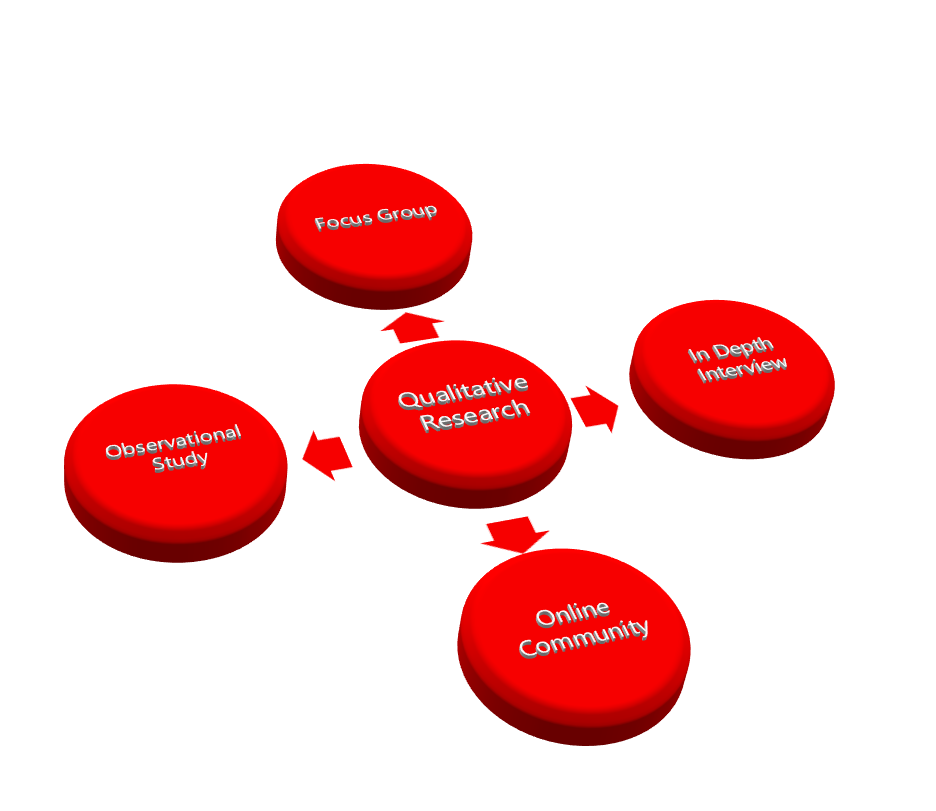 Focus Group
In Depth
Interview
Qualitative
Research
Observational
Study
Online
Community